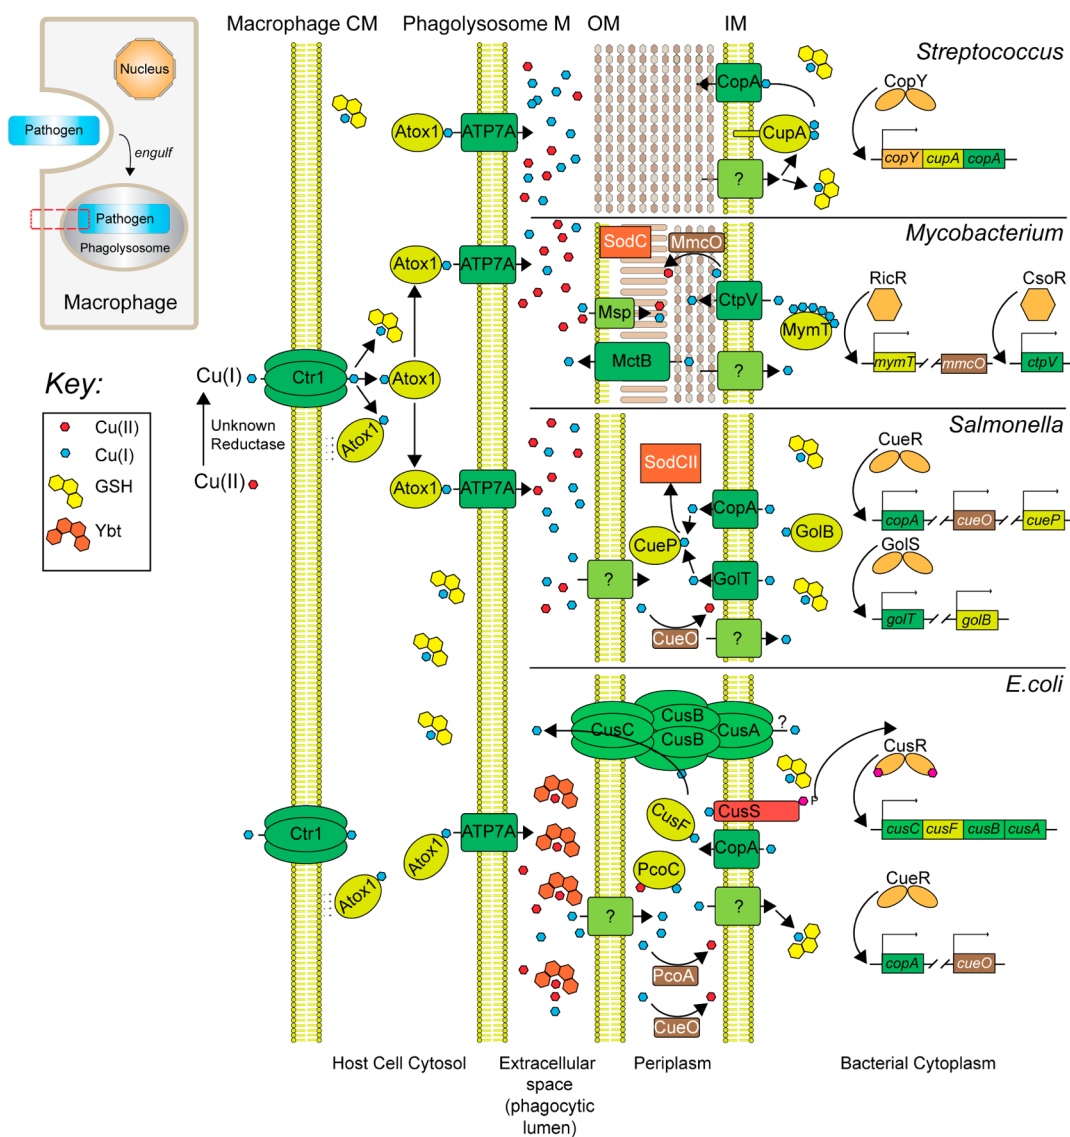 Macrophage CM
Phagolysosome M
OM
IM
Nucleus
Pathogen
engulf
Pathogen
Phagolysosome
Macrophage
Key:
Cu(II)
Cu(I)
GSH
Ybt
Cu(I)
Unknown
Reductase
Cu(II)
Ctr1
Atox1
Atox1
Atox1
ATP7A
Atox1
ATP7A
Atox1
ATP7A
Ctr1
Atox1
Atox1
ATP7A
Streptococcus
CopA
CupA
?
CopY
copY
cupA
copA
Mycobacterium
SodC
MmcO
Msp
CtpV
MymT
MctB
?
RicR
CsoR
mymT
mmcO
ctpV
Salmonella
SodCII
CopA
CueP
GolB
?
GolT
CueO
?
CueR
copA
cueO
cueP
GolS
golT
golB
E.coli
CusC
CusB
CusB
CusA
?
CusR
CusS
P
CusF
CopA
cusC
cusF
cusB
cusA
PcoC
?
?
CueR
PcoA
copA
cueO
CueO
Host Cell Cytosol
Extracellular
space
(phagocytic
lumen)
Periplasm
Bacterial Cytoplasm